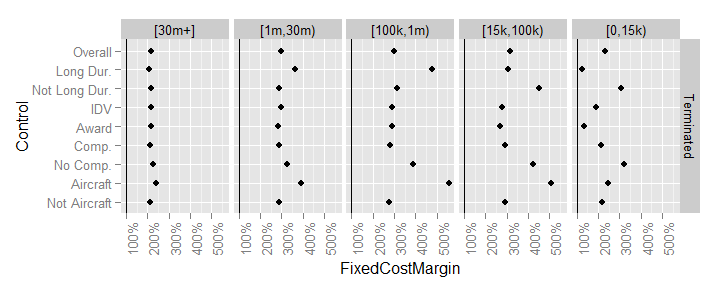 [30m+] [1m,30m) [100k,1m) [15k,100k) [0,15k)
Overall
Long Dur.
Not Long Dur.
IDV
Award
Comp.
No Comp.
Aircraft
Not Aircraft
Control
Terminated
100% 200% 300% 400% 500% 100% 200% 300% 400% 500% 100% 200% 300% 400% 500% 100% 200% 300% 400% 500% 100% 200% 300% 400% 500%
FixedCostMargin